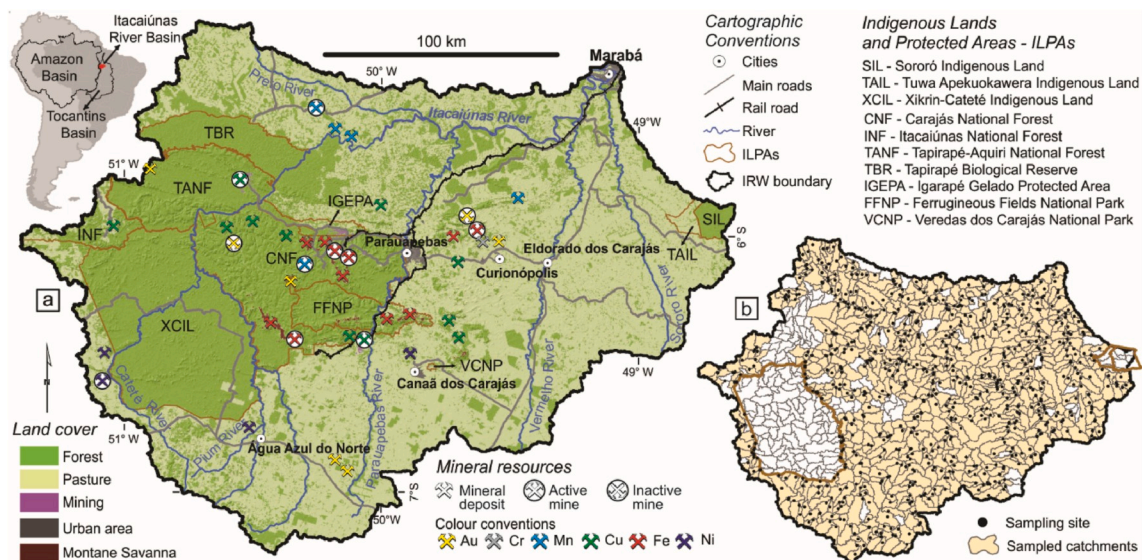 Itacaiúnas
River Basin
Amazon
Basin
Tocantins
Basin
100 km
50° W
Marabá
Preto River
Itacaiúnas River
49° W
51° W
TBR
TANF
IGEPA
INF
SIL
6° S
TAIL
Parauapebas
Eldorado dos Carajás
Curionópolis
CNF
FFNP
XCIL
VCNP
Canaã dos Carajás
Sororó River
Vermelho River
49° W
Cateté River
Pium River
Parauapebas River
51° W
Água Azul do Norte
7° S
50° W
a
N
Land cover
Forest
Pasture
Mining
Urban area
Montane Savanna
Mineral resources
Mineral
deposit
Active
mine
Inactive
mine
Colour conventions
Au
Cr
Mn
Cu
Fe
Ni
Cartographic
Conventions
Cities
Main roads
Rail road
River
ILPAs
IRW boundary
Indigenous Lands
and Protected Areas - ILPAs
SIL - Sororó Indigenous Land
TAIL - Tuwa Apekuokawera Indigenous Land
XCIL - Xikrin-Cateté Indigenous Land
CNF - Carajás National Forest
INF - Itacaiúnas National Forest
TANF - Tapirapé-Aquiri National Forest
TBR - Tapirapé Biological Reserve
IGEPA - Igarapé Gelado Protected Area
FFNP - Ferrugineous Fields National Park
VCNP - Veredas dos Carajás National Park
b
Sampling site
Sampled catchments